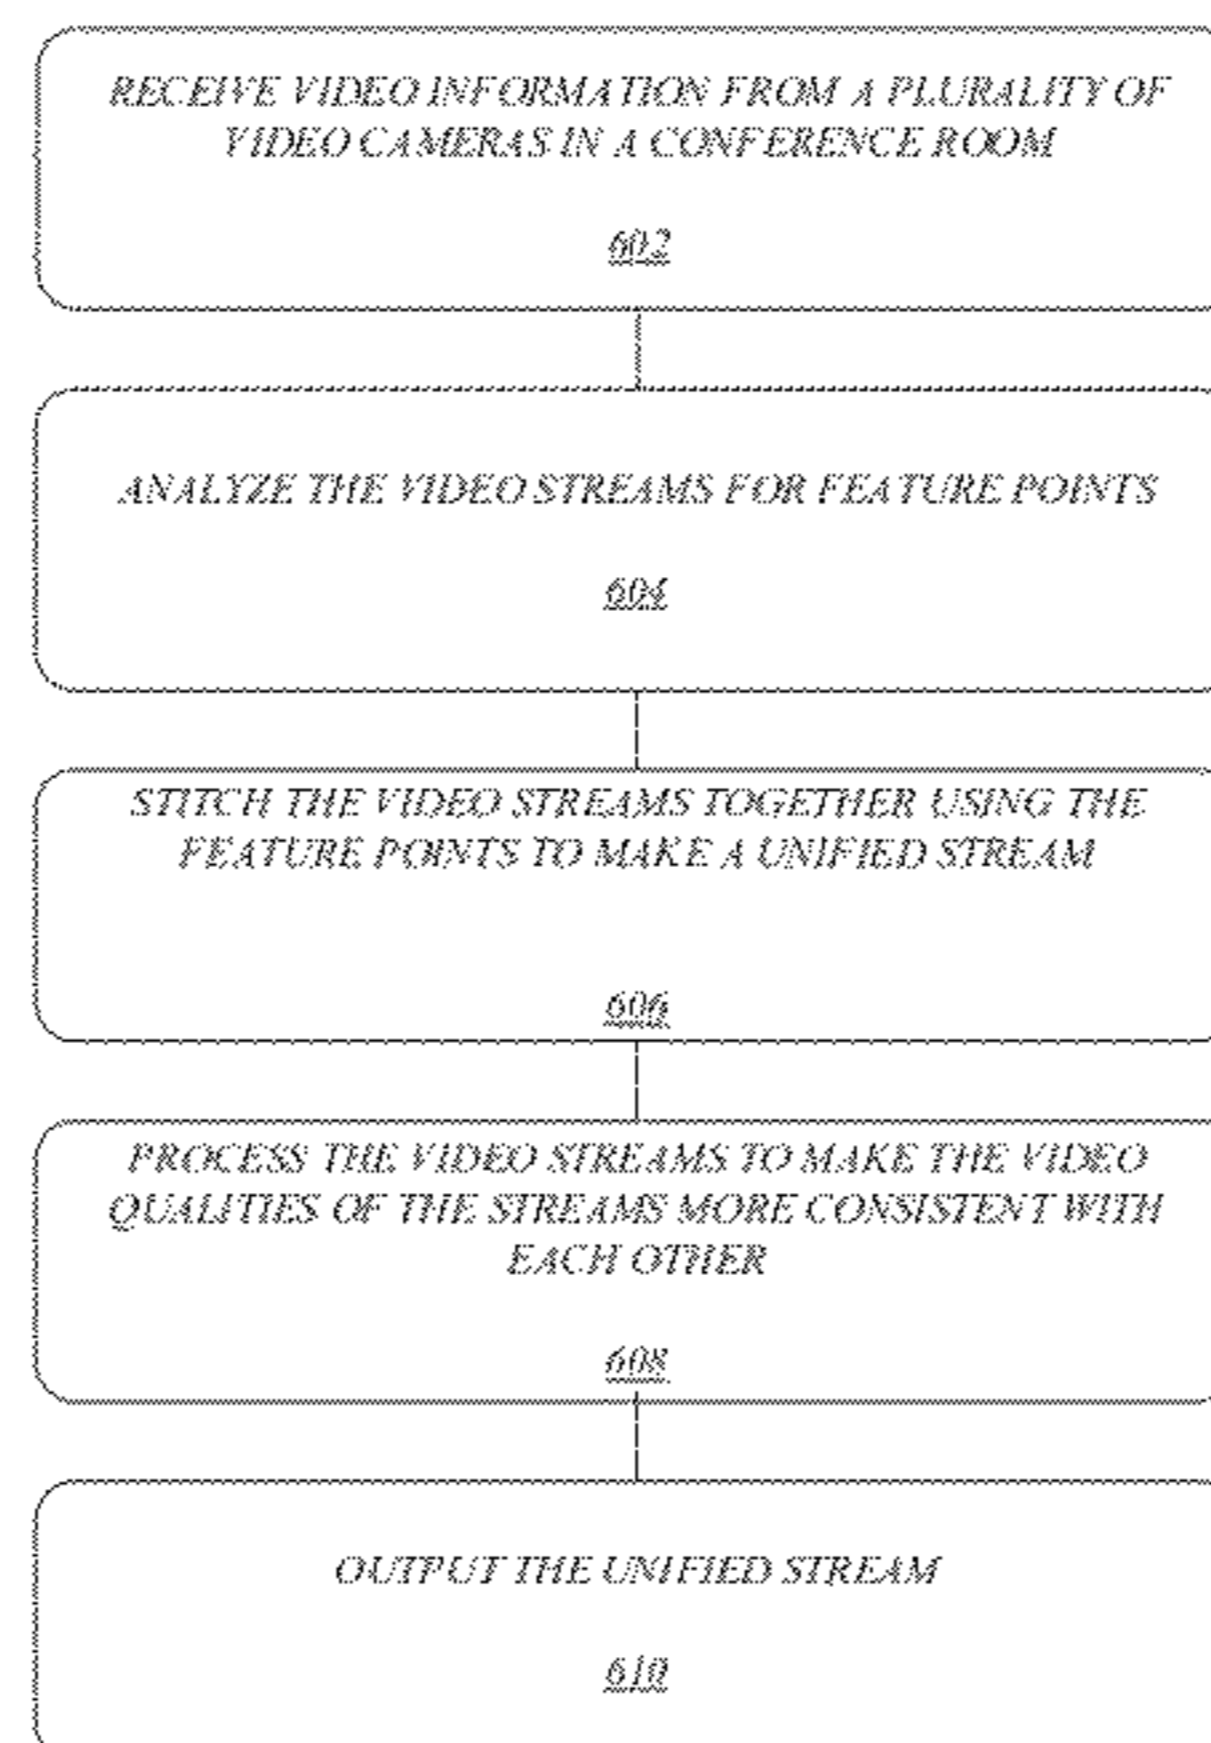 RECEIVE VIDEO INFORMATION FROM A PLURALITY OF
VIDEO CAMERAS IN A CONFERENCE ROOM
602
ANALYZE THE VIDEO STREAMS FOR FEATURE POINTS
604
STITCH THE VIDEO STREAMS TOGETHER USING THE
FEATURE POINTS TO MAKE A UNIFIED STREAM
606
PROCESS THE VIDEO STREAMS TO MAKE THE VIDEO
QUALITIES OF THE STREAMS MORE CONSISTENT WITH
EACH OTHER
608
OUTPUT THE UNIFIED STREAM
610